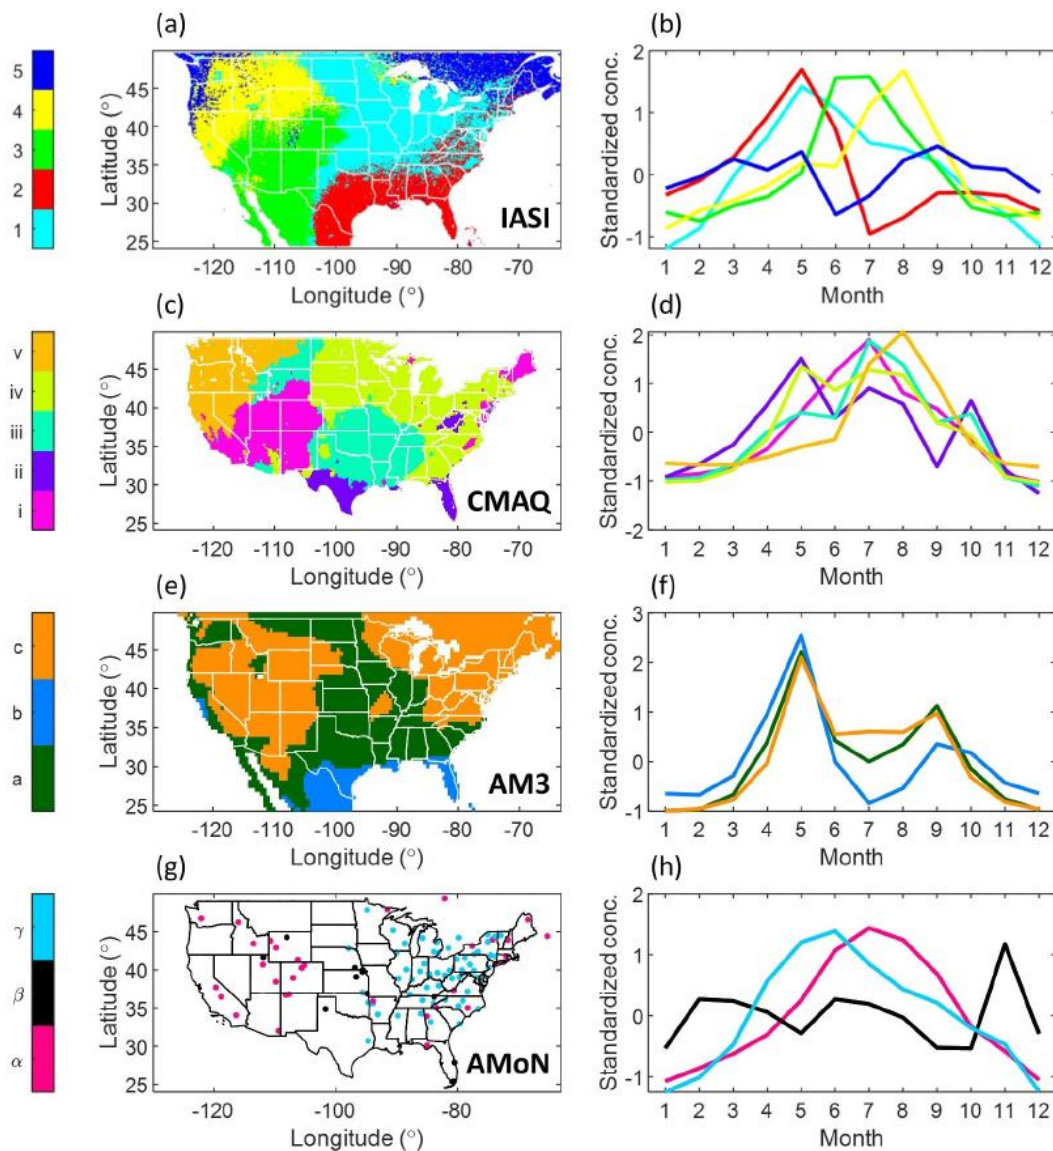 (a) (b)
5 4 3 2 1
Latitude (°)
45 40 35 30 25
IASI
-120 -110 -100 -90 -80 -70
Longitude (°)
Standardized conc.
2 1 0 -1
1 2 3 4 5 6 7 8 9 10 11 12
Month
(c) (d)
v iv iii ii i
Latitude (°)
45 40 35 30 25
CMAQ
-120 -110 -100 -90 -80 -70
Longitude (°)
Standardized conc.
2 1 0 -1 -2
1 2 3 4 5 6 7 8 9 10 11 12
Month
(e) (f)
c b a
Latitude (°)
45 40 35 30 25
AM3
-120 -110 -100 -90 -80 -70
Longitude (°)
Standardized conc.
3 2 1 0 -1
1 2 3 4 5 6 7 8 9 10 11 12
Month
(g) (h)
γ β α
Latitude (°)
45 40 35 30 25
AMoN
-120 -100 -80
Longitude (°)
Standardized conc.
2 1 0 -1
1 2 3 4 5 6 7 8 9 10 11 12
Month